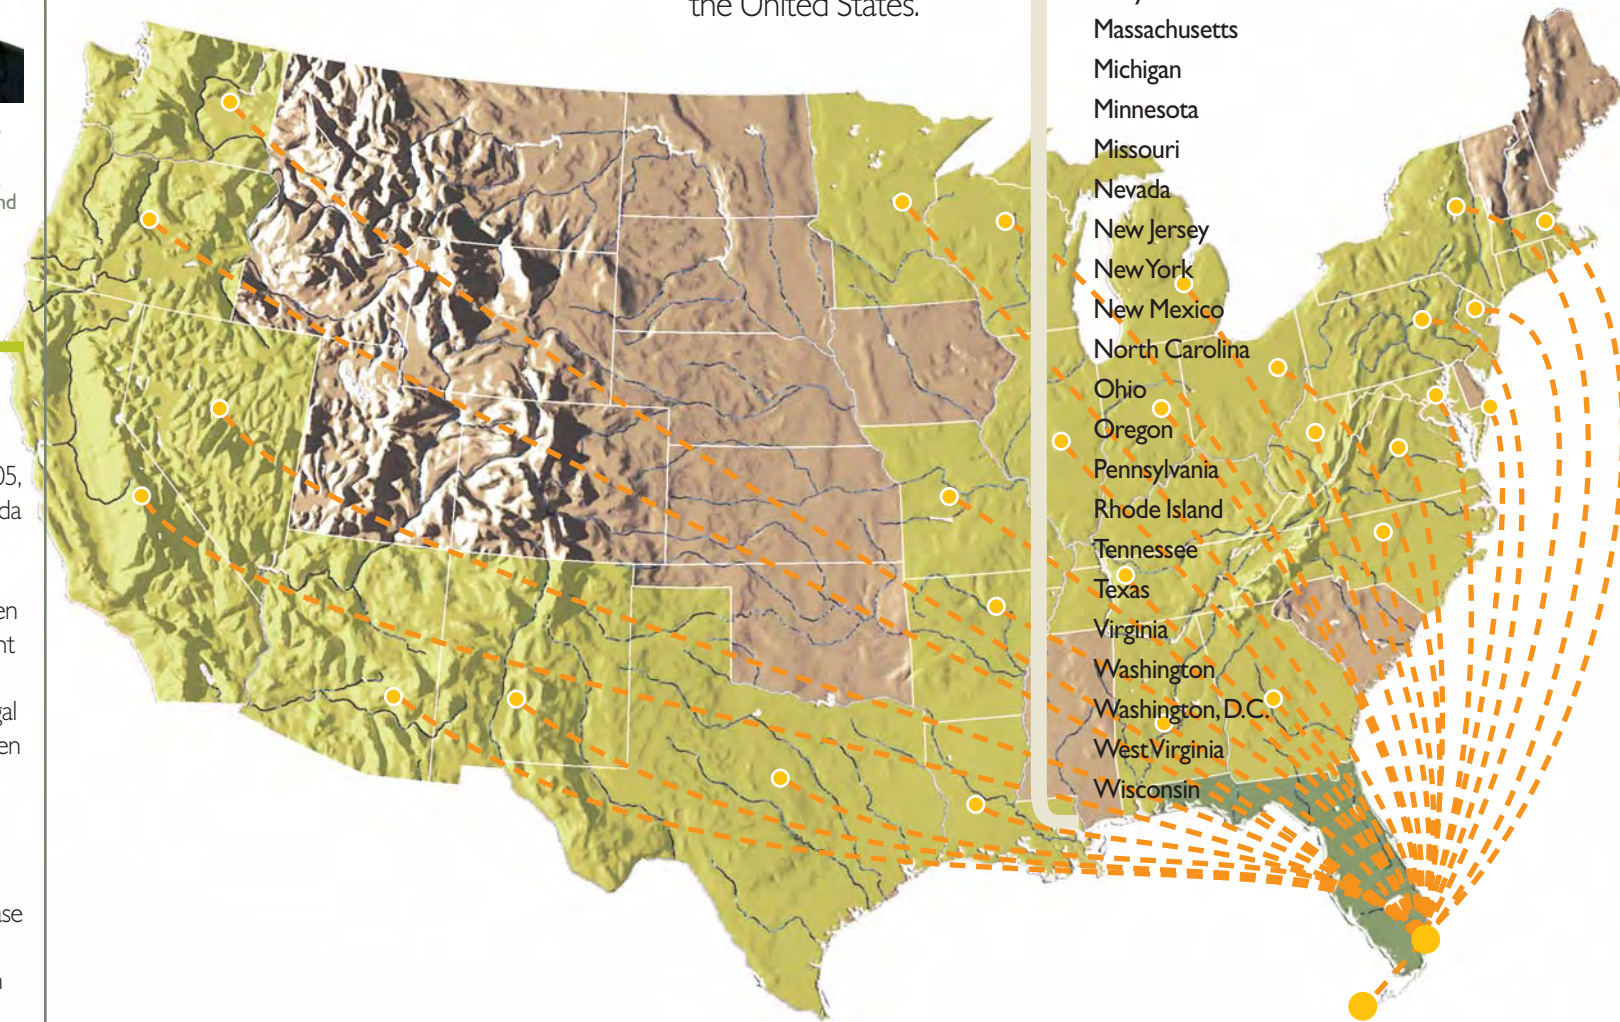 the United States.
Massachusetts
Michigan
Minnesota
Missouri
Nevada
New Jersey
New York
New Mexico
North Carolina
Ohio
Oregon
Pennsylvania
Rhode Island
Tennessee
Texas
Virginia
Washington
Washington, D.C.
West Virginia
Wisconsin